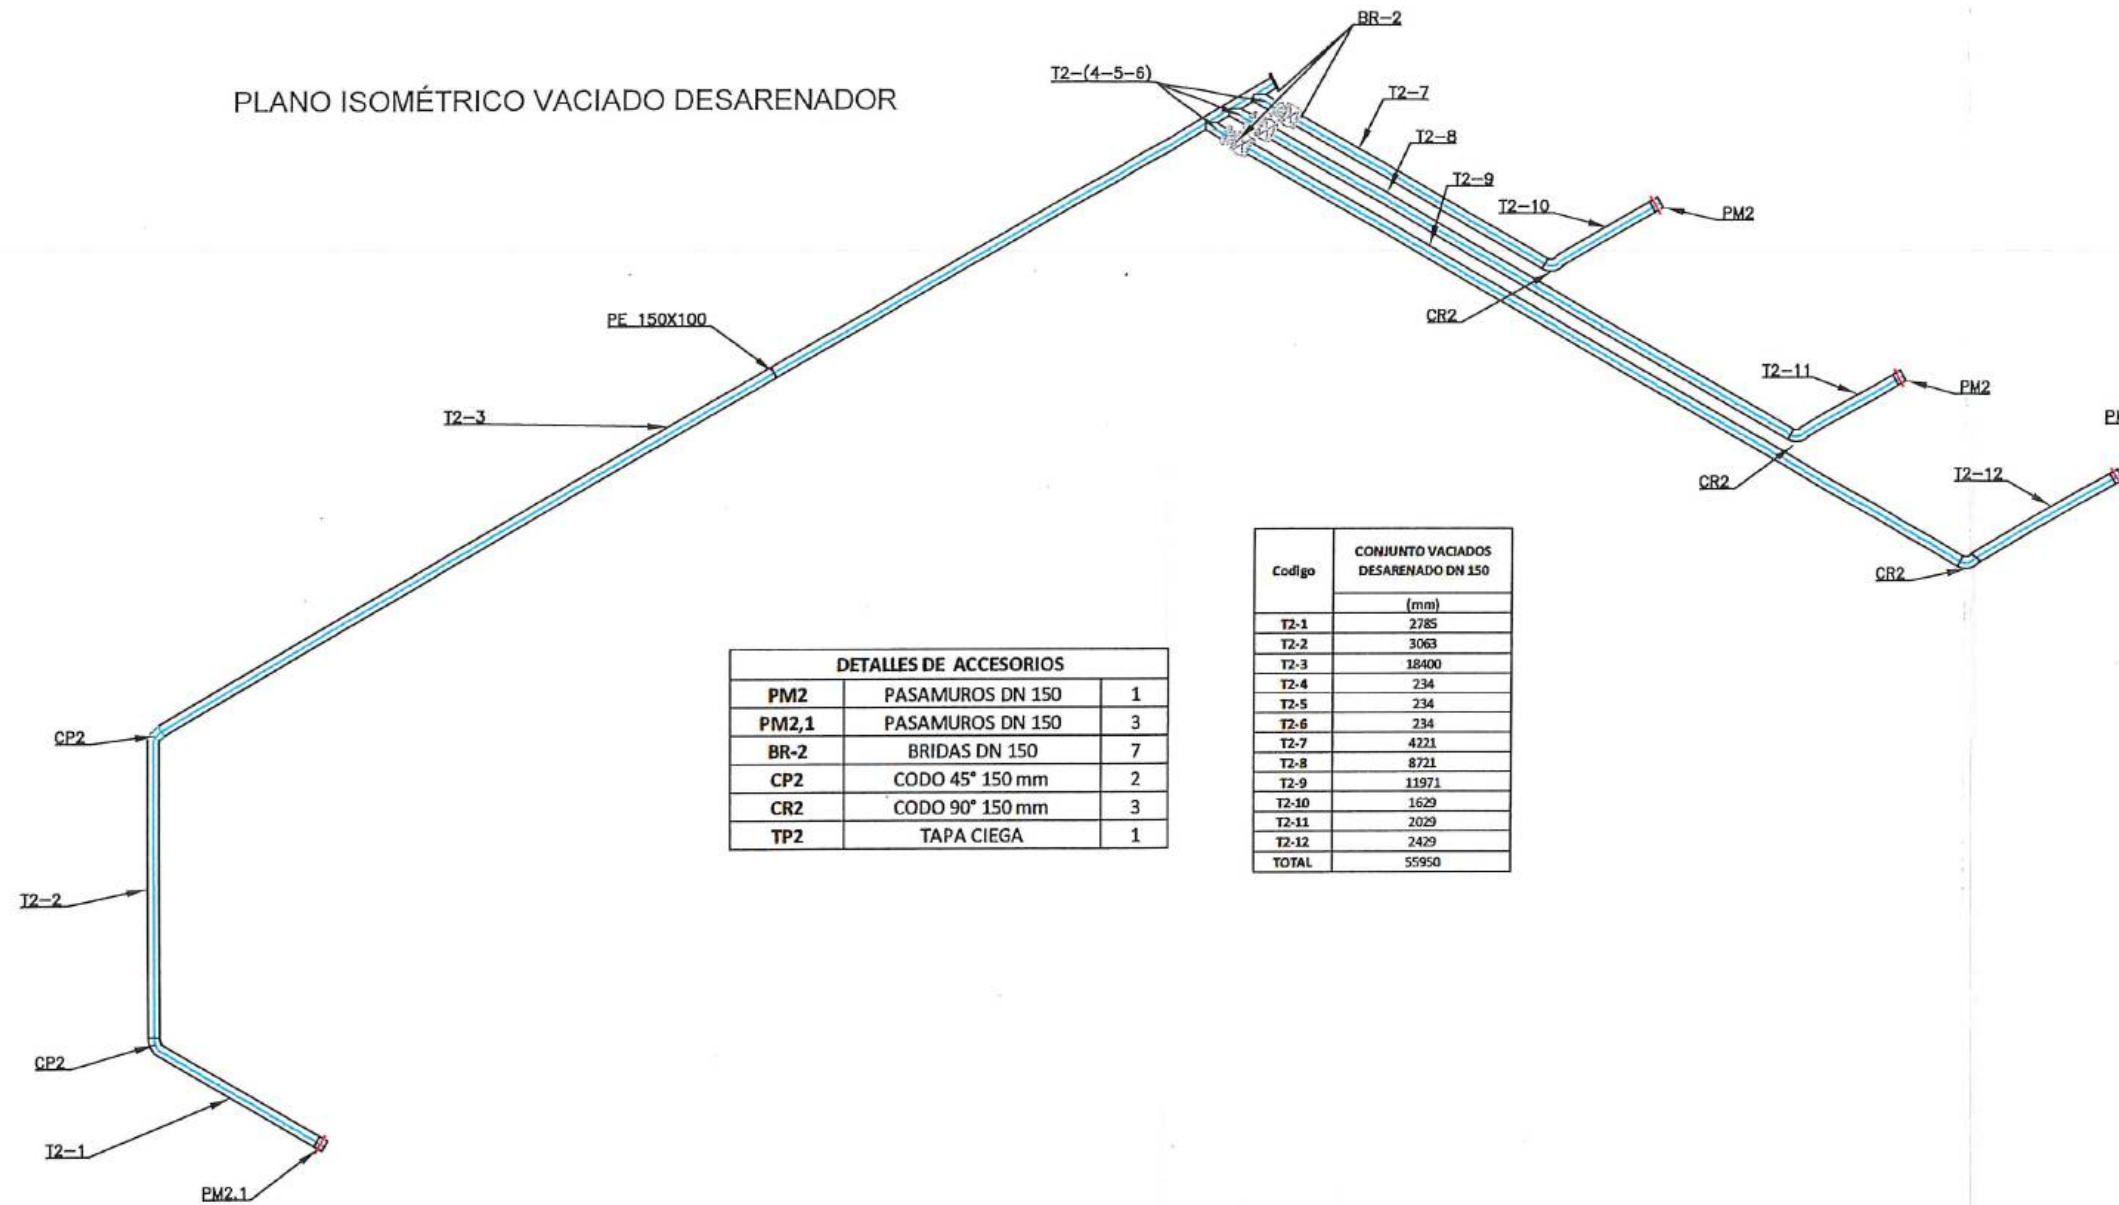 BR-2
T2-(4-5-6)
PLANO ISOMÉTRICO VACIADO DESARENADOR
T2-7
T2-8
T2-9
T2-10
PM2
PE 150X100
CR2
T2-11
PM2
T2-3
CR2
T2-12
CR2
Codigo
CONJUNTO VACIADOS
DESARENADO DN 150
(mm)
T2-1 2785
T2-2 3063
T2-3 18400
T2-4 234
T2-5 234
T2-6 234
T2-7 4221
T2-8 8721
T2-9 11971
T2-10 1629
T2-11 2029
T2-12 2429
TOTAL 55950
DETALLES DE ACCESORIOS
PM2 PASAMUROS DN 150 1
PM2,1 PASAMUROS DN 150 3
BR-2 BRIDAS DN 150 7
CP2 CODO 45° 150 mm 2
CR2 CODO 90° 150 mm 3
TP2 TAPA CIEGA 1
CP2
T2-2
CP2
T2-1
PM2.1